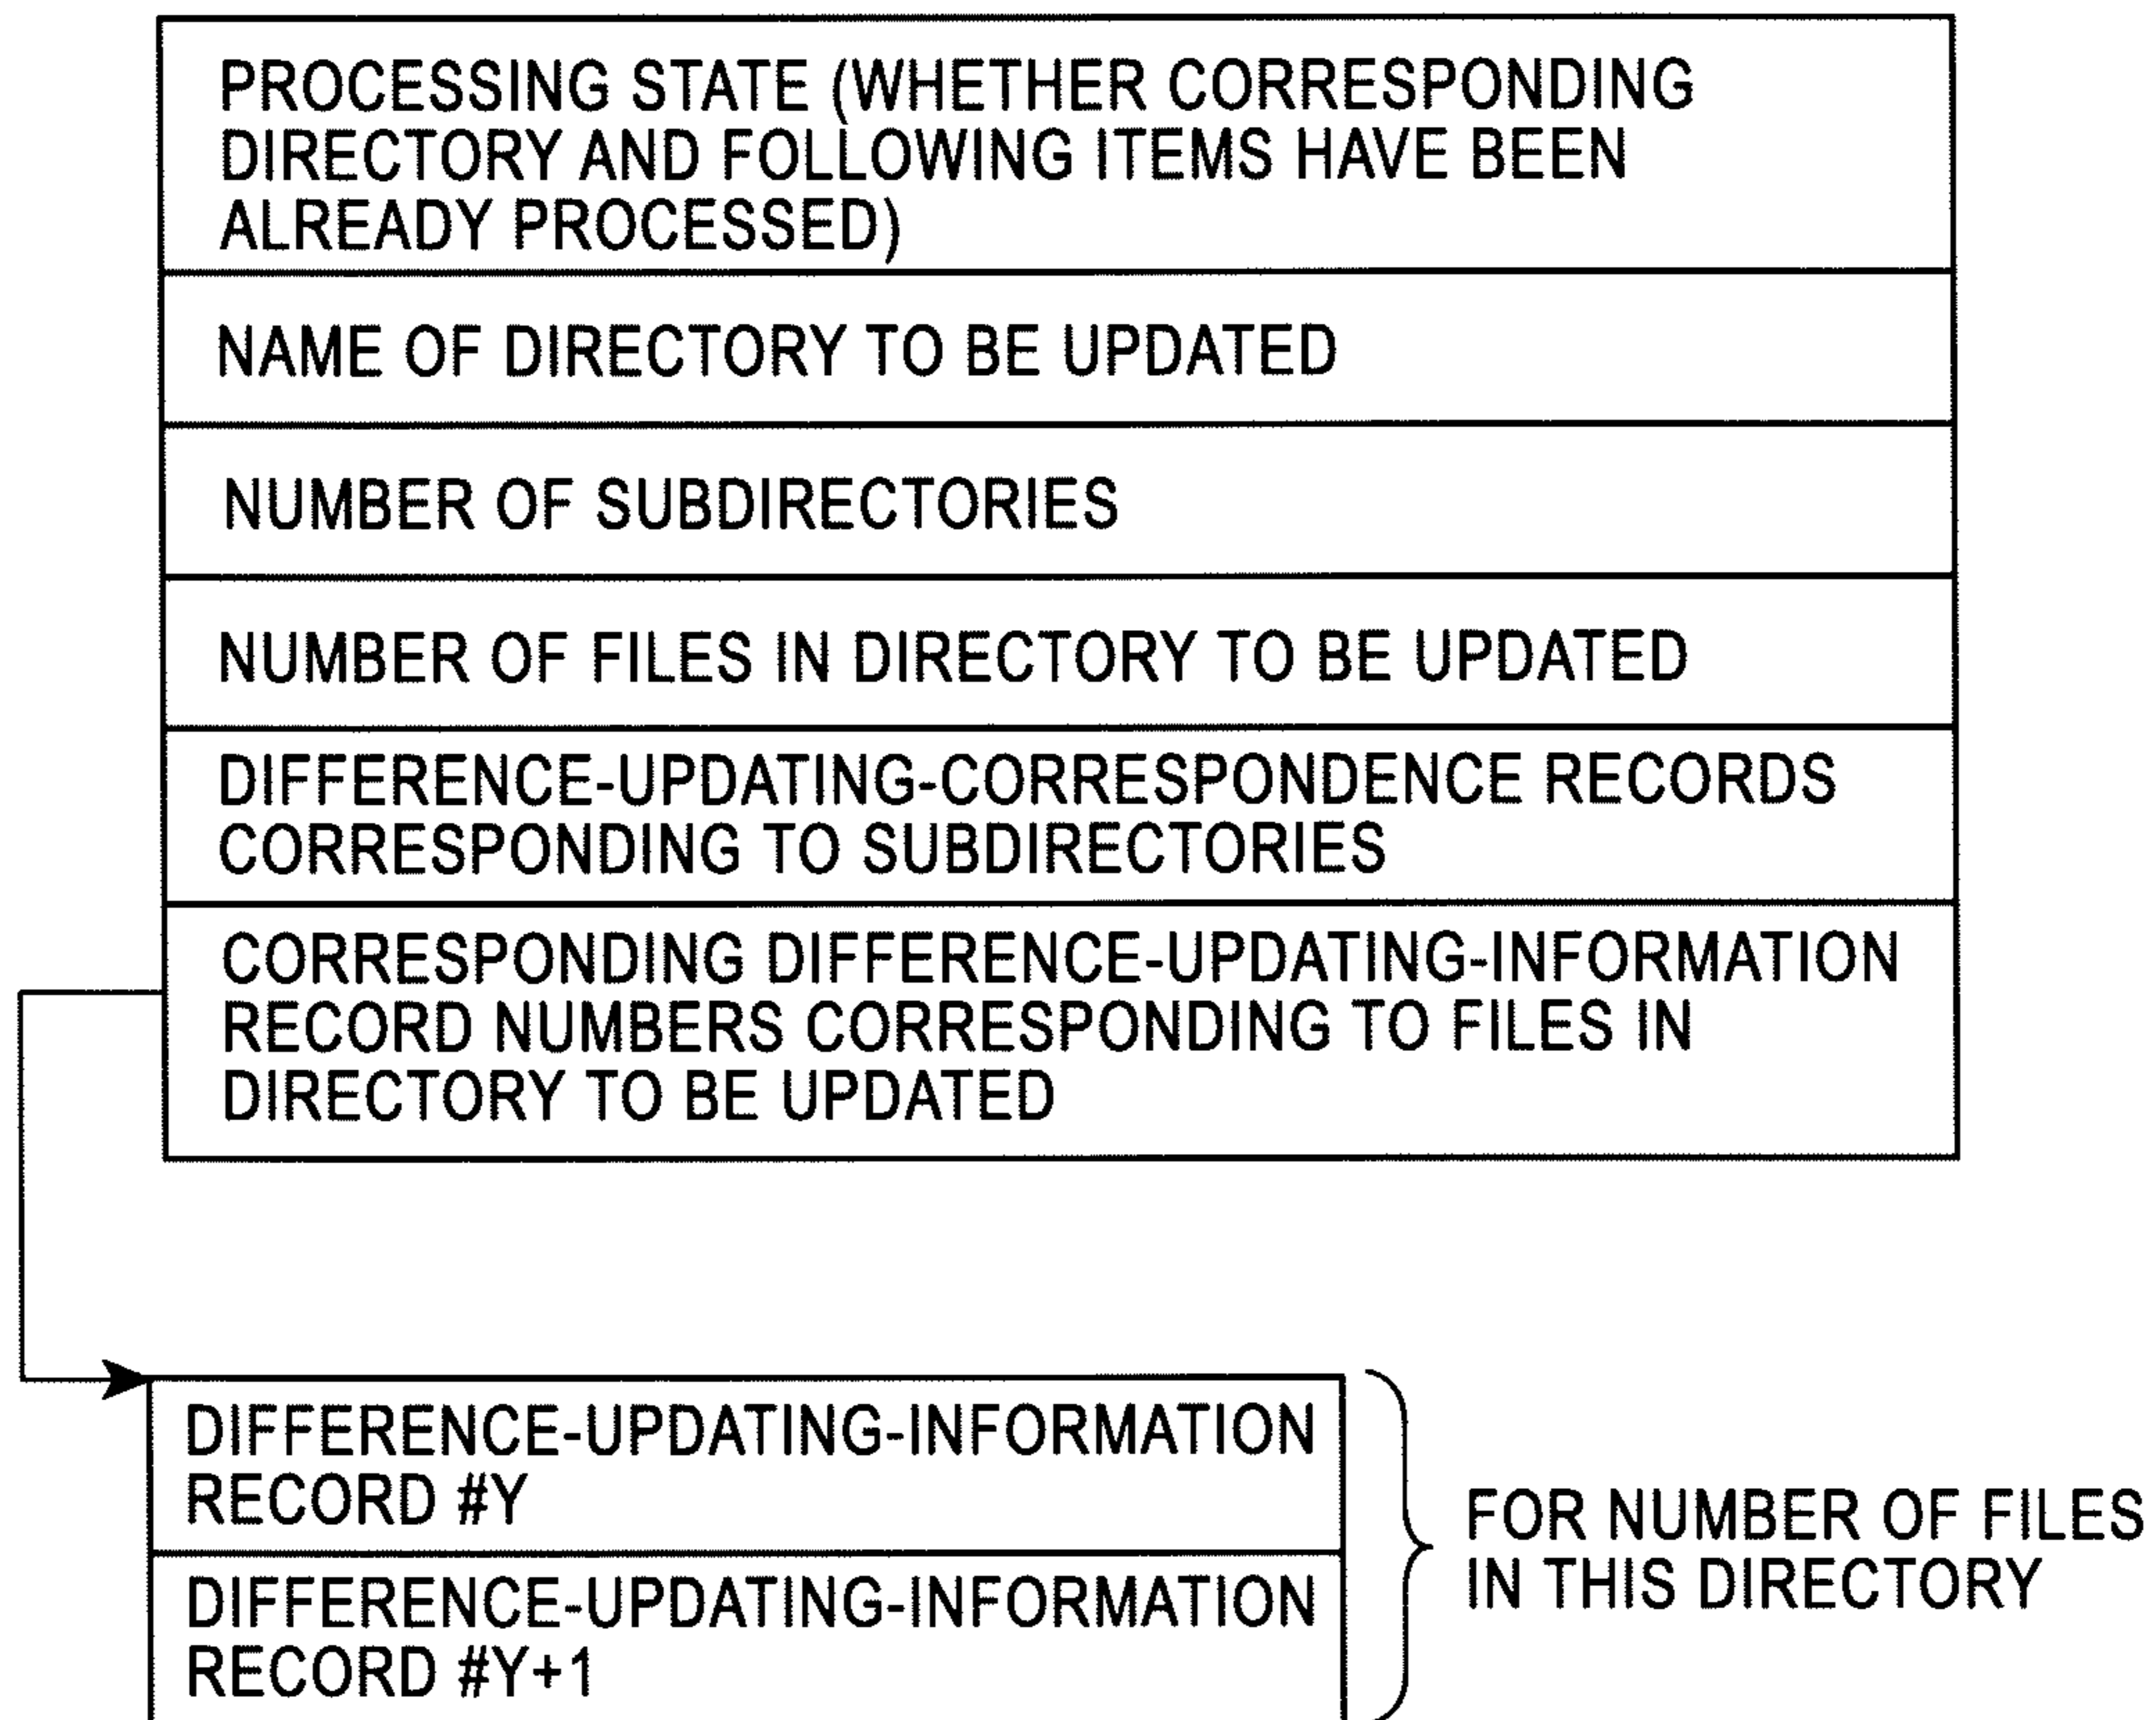 PROCESSING STATE (WHETHER CORRESPONDING
DIRECTORY AND FOLLOWING ITEMS HAVE BEEN
ALREADY PROCESSED)
NAME OF DIRECTORY TO BE UPDATED
NUMBER OF SUBDIRECTORIES
NUMBER OF FILES IN DIRECTORY TO BE UPDATED
DIFFERENCE-UPDATING-CORRESPONDENCE RECORDS
CORRESPONDING TO SUBDIRECTORIES
CORRESPONDING DIFFERENCE-UPDATING-INFORMATION
RECORD NUMBERS CORRESPONDING TO FILES IN
DIRECTORY TO BE UPDATED
DIFFERENCE-UPDATING-INFORMATION
RECORD #Y
DIFFERENCE-UPDATING-INFORMATION
RECORD #Y+1
FOR NUMBER OF FILES
IN THIS DIRECTORY